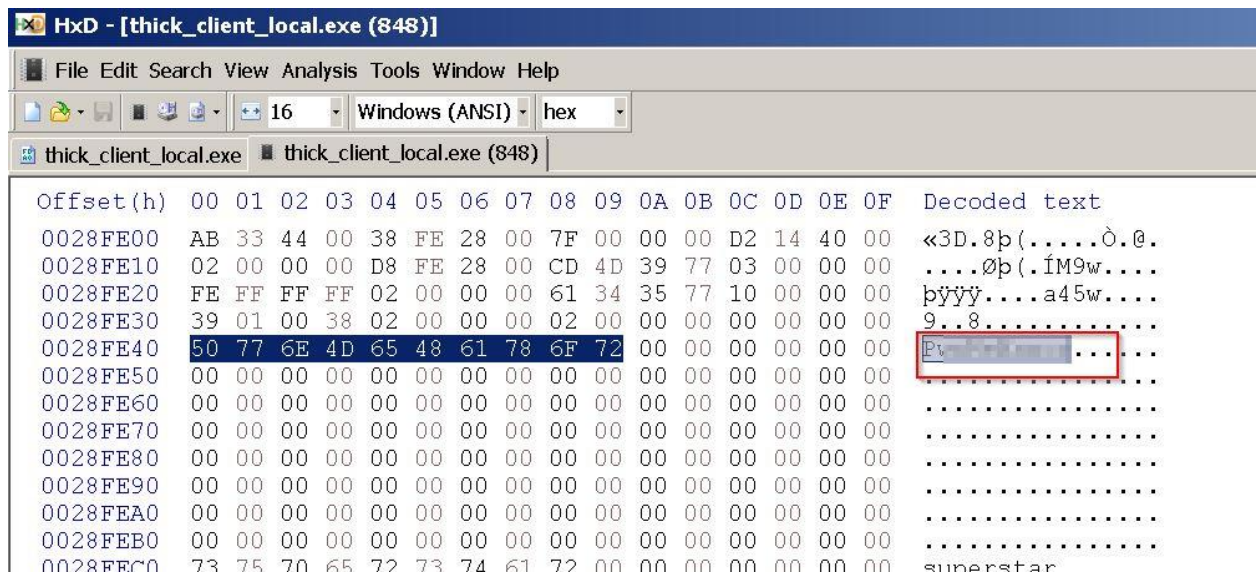 HxD - [thick_client_local.exe (848)]
File Edit Search View Analysis Tools Window Help
16 Windows (ANSI) hex
thick_client_local.exe thick_client_local.exe (848)
Offset(h) 00 01 02 03 04 05 06 07 08 09 0A 0B 0C 0D 0E 0F Decoded text
0028FE00 AB 33 44 00 38 FE 28 00 7F 00 00 00 D2 14 40 00 «3D.8þ(.....Ò.@.
0028FE10 02 00 00 00 D8 FE 28 00 CD 4D 39 77 03 00 00 00 ....Øþ(.ÍM9w....
0028FE20 FE FF FF FF 02 00 00 00 61 34 35 77 10 00 00 00 þÿÿÿ....a45w....
0028FE30 39 01 00 38 02 00 00 00 02 00 00 00 00 00 00 00 9..8............
0028FE40 50 77 6E 4D 65 48 61 78 6F 72 00 00 00 00 00 00 P ......
0028FE50 00 00 00 00 00 00 00 00 00 00 00 00 00 00 00 00 ................
0028FE60 00 00 00 00 00 00 00 00 00 00 00 00 00 00 00 00 ................
0028FE70 00 00 00 00 00 00 00 00 00 00 00 00 00 00 00 00 ................
0028FE80 00 00 00 00 00 00 00 00 00 00 00 00 00 00 00 00 ................
0028FE90 00 00 00 00 00 00 00 00 00 00 00 00 00 00 00 00 ................
0028FEA0 00 00 00 00 00 00 00 00 00 00 00 00 00 00 00 00 ................
0028FEB0 00 00 00 00 00 00 00 00 00 00 00 00 00 00 00 00 ................
0028FEC0 73 75 70 65 72 73 74 61 72 00 00 00 00 00 00 00 superstar.......